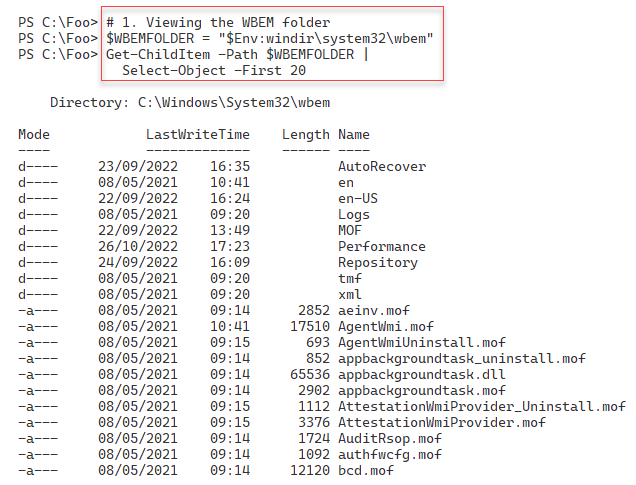 PS C:\Foo> # 1. Viewing the WBEM folder
PS C:\Foo> $WBEMFOLDER = "$Env:windir\system32\wbem"
PS C:\Foo> Get-ChildItem -Path $WBEMFOLDER |
Select-Object -First 20
Directory: C:\Windows\System32\wbem
Mode LastWriteTime Length Name
---- ------------- ------ ----
d---- 23/09/2022 16:35 AutoRecover
d---- 08/05/2021 10:41 en
d---- 22/09/2022 16:24 en-US
d---- 08/05/2021 09:20 Logs
d---- 22/09/2022 13:49 MOF
d---- 26/10/2022 17:23 Performance
d---- 24/09/2022 16:09 Repository
d---- 08/05/2021 09:20 tmf
d---- 08/05/2021 09:20 xml
-a--- 08/05/2021 09:14 2852 aeinv.mof
-a--- 08/05/2021 10:41 17510 AgentWmi.mof
-a--- 08/05/2021 09:15 693 AgentWmiUninstall.mof
-a--- 08/05/2021 09:14 852 appbackgroundtask_uninstall.mof
-a--- 08/05/2021 09:14 65536 appbackgroundtask.dll
-a--- 08/05/2021 09:14 2902 appbackgroundtask.mof
-a--- 08/05/2021 09:15 1112 AttestationWmiProvider_Uninstall.mof
-a--- 08/05/2021 09:15 3376 AttestationWmiProvider.mof
-a--- 08/05/2021 09:14 1724 AuditRsop.mof
-a--- 08/05/2021 09:14 1092 authfwcfg.mof
-a--- 08/05/2021 09:14 12120 bcd.mof